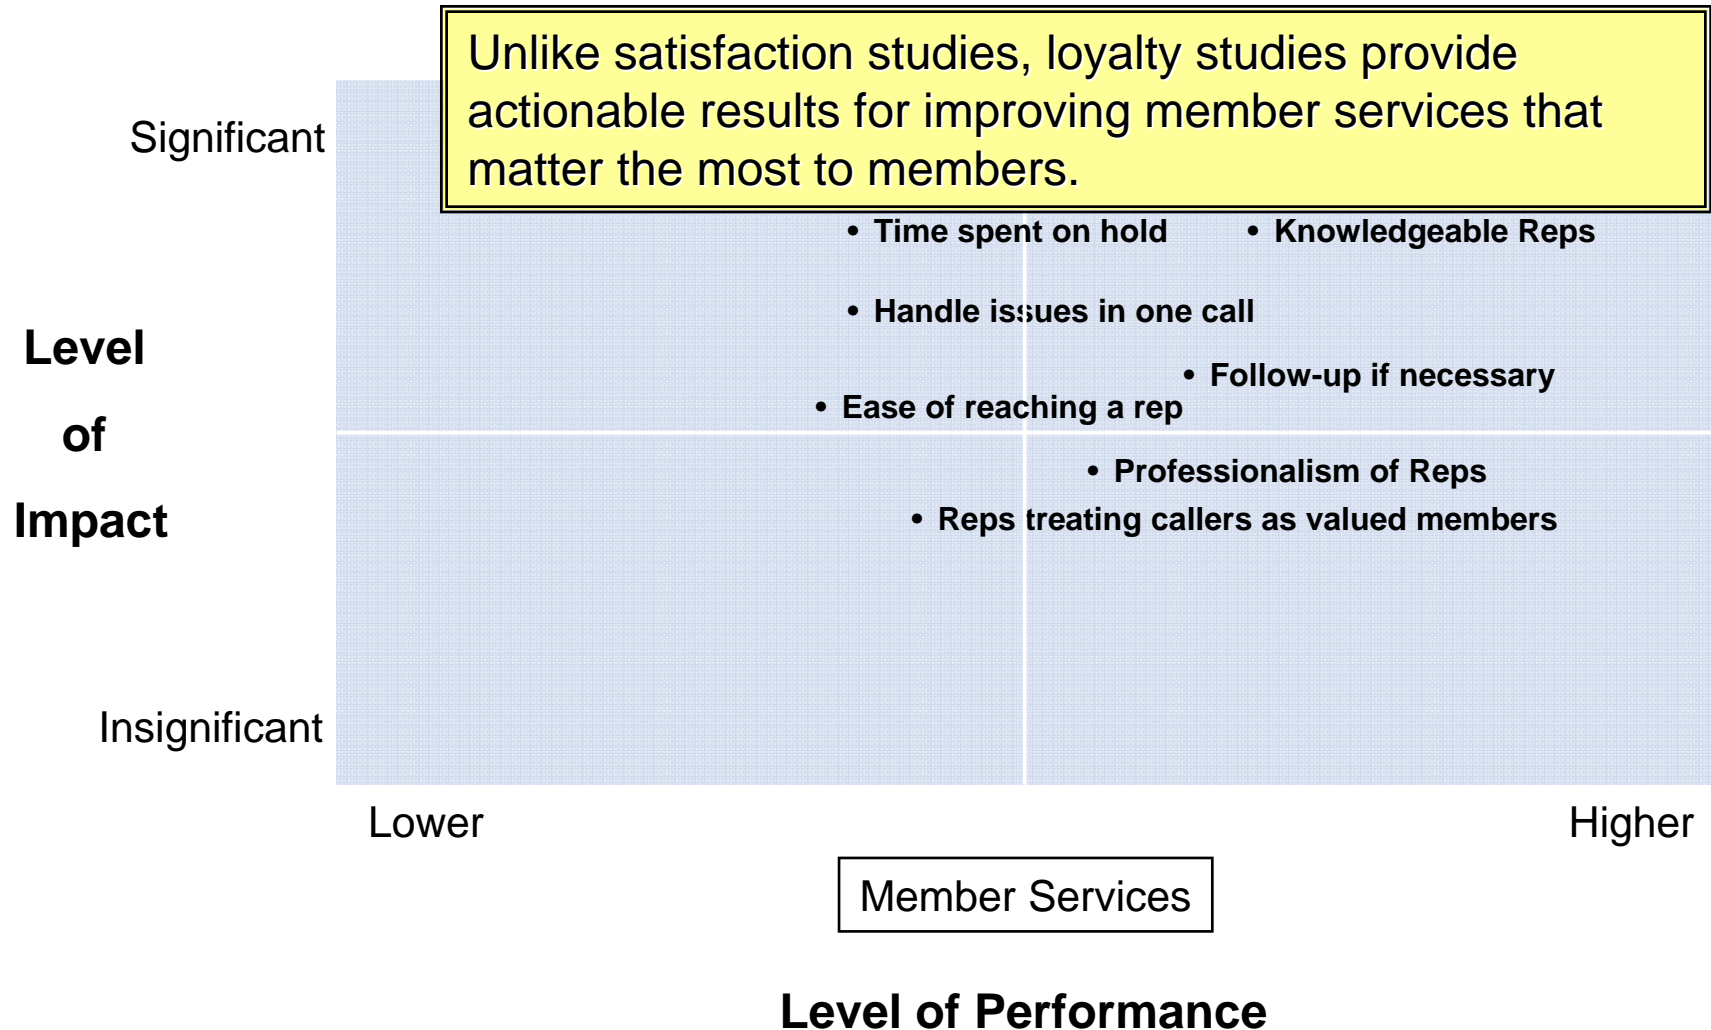 Unlike satisfaction studies, loyalty studies provide
actionable results for improving member services that
matter the most to members.
Significant
• Time spent on hold
• Knowledgeable Reps
• Handle issues in one call
Level
of
Impact
• Follow-up if necessary
• Ease of reaching a rep
• Professionalism of Reps
• Reps treating callers as valued members
Insignificant
Lower
Higher
Member Services
Level of Performance